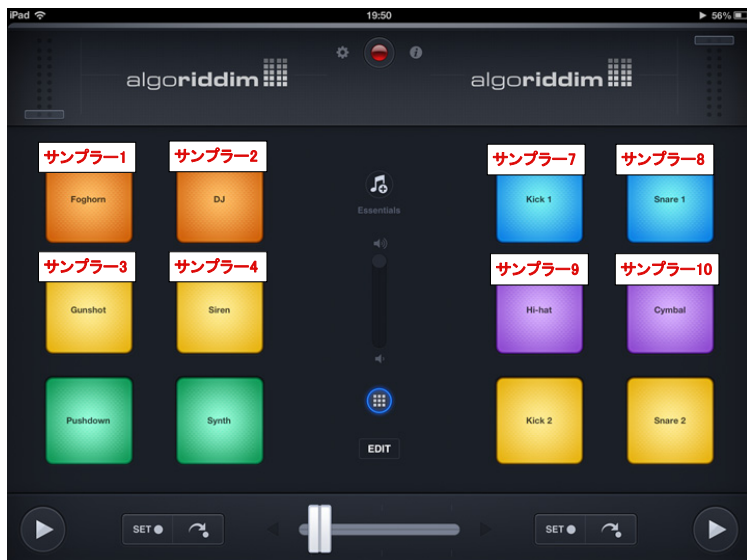 iPad
19:50
56%
algoriddim
algoriddim
サンプラー1
サンプラー2
サンプラー7
サンプラー8
Foghorn
DJ
Kick 1
Snare 1
Essentials
サンプラー3
サンプラー4
サンプラー9
サンプラー10
Gunshot
Siren
Hi-hat
Cymbal
Pushdown
Synth
Kick 2
Snare 2
EDIT
SET
SET